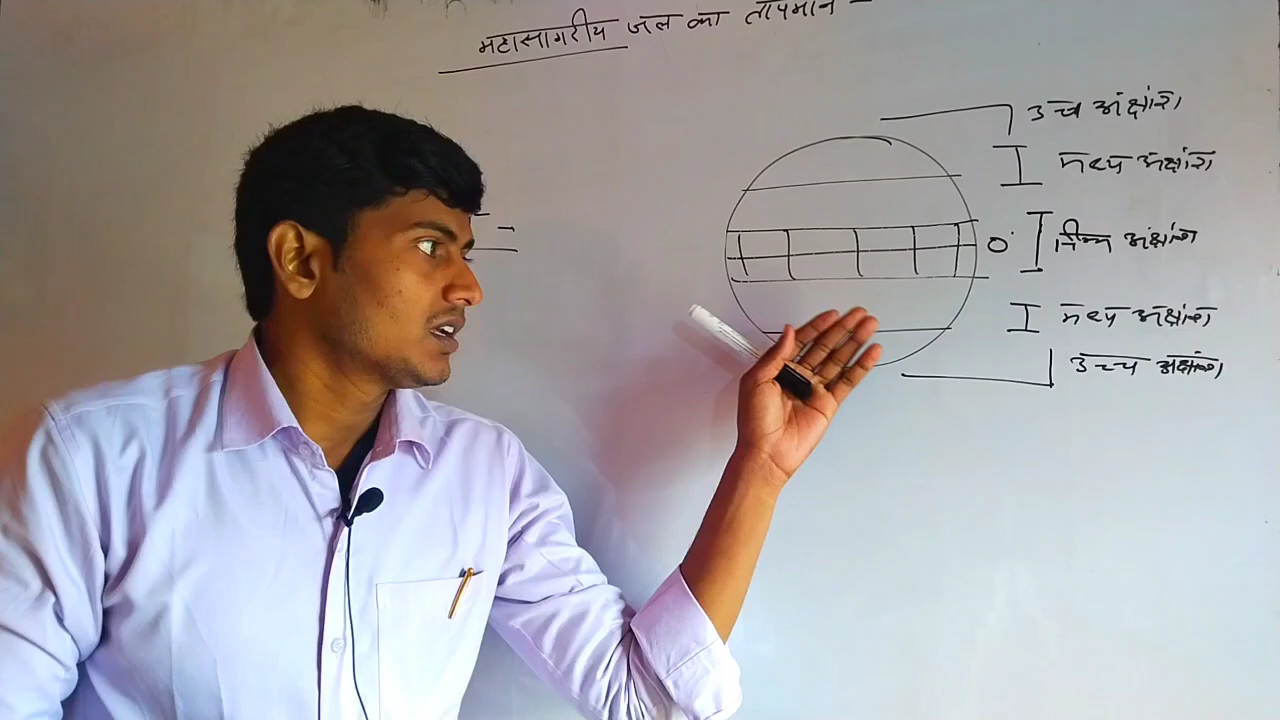 महासागरीय जल का तापमान -
उच्च अक्षांश
मध्य अक्षांश
0° निम्न अक्षांश
मध्य अक्षांश
उच्च अक्षांश